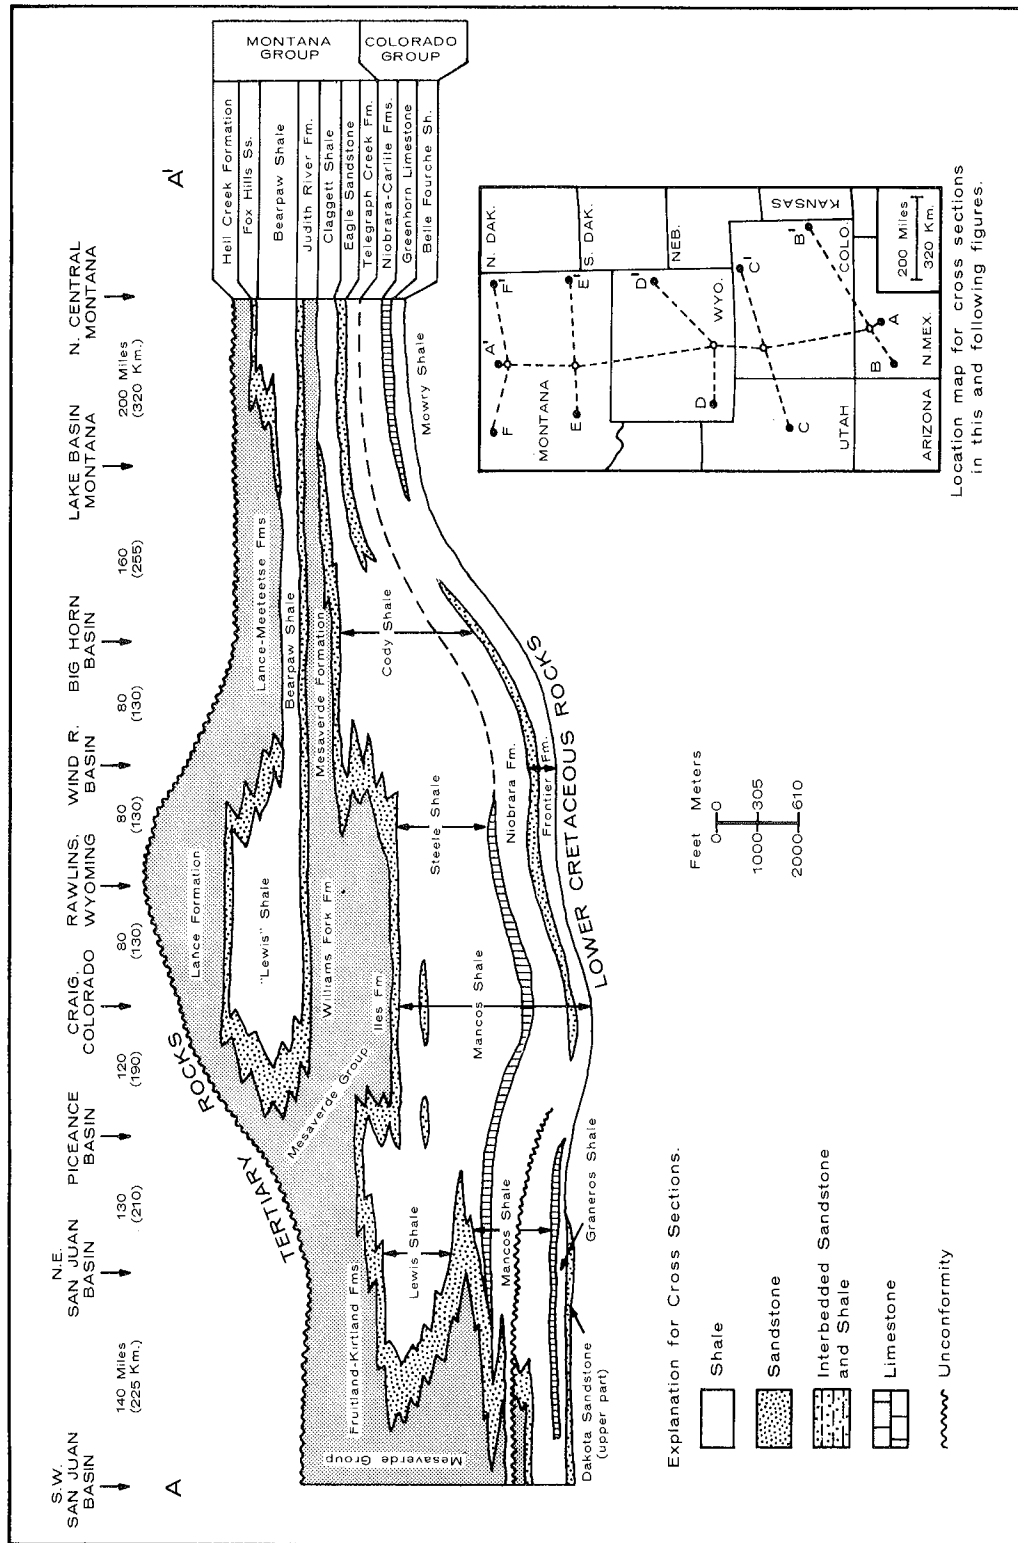 S.W.
SAN JUAN
BASIN
140 Miles
(225 Km.)
N.E.
SAN JUAN
BASIN
130
(210)
PICEANCE
BASIN
120
(190)
CRAIG,
COLORADO
80
(130)
RAWLINS,
WYOMING
80
(130)
WIND R.
BASIN
80
(130)
BIG HORN
BASIN
160
(255)
LAKE BASIN
MONTANA
200 Miles
(320 Km.)
N. CENTRAL
MONTANA
A
A'
MONTANA
GROUP
COLORADO
GROUP
Hell Creek Formation
Fox Hills Ss.
Bearpaw Shale
Judith River Fm.
Claggett Shale
Eagle Sandstone
Telegraph Creek Fm.
Niobrara-Carlile Fms.
Greenhorn Limestone
Belle Fourche Sh.
TERTIARY ROCKS
Lance Formation
"Lewis" Shale
Lance-Meeteetse Fms
Bearpaw Shale
Mesaverde Formation
Williams Fork Fm
Iles Fm.
Mesaverde Group
Fruitland-Kirtland Fms
Mesaverde Group
Lewis Shale
Steele Shale
Cody Shale
Mancos Shale
Mancos Shale
Niobrara Fm.
Frontier Fm.
Mowry Shale
LOWER CRETACEOUS ROCKS
Graneros Shale
Dakota Sandstone
(upper part)
Explanation for Cross Sections.
Shale
Sandstone
Interbedded Sandstone
and Shale
Limestone
Unconformity
Feet Meters
0 0
1000 305
2000 610
N. DAK.
S. DAK.
NEB.
KANSAS
MONTANA
WYO.
UTAH
COLO.
ARIZONA
N.MEX.
F
F'
A'
E
E'
D
D'
C
C'
B
B'
A
200 Miles
320 Km.
Location map for cross sections
in this and following figures.